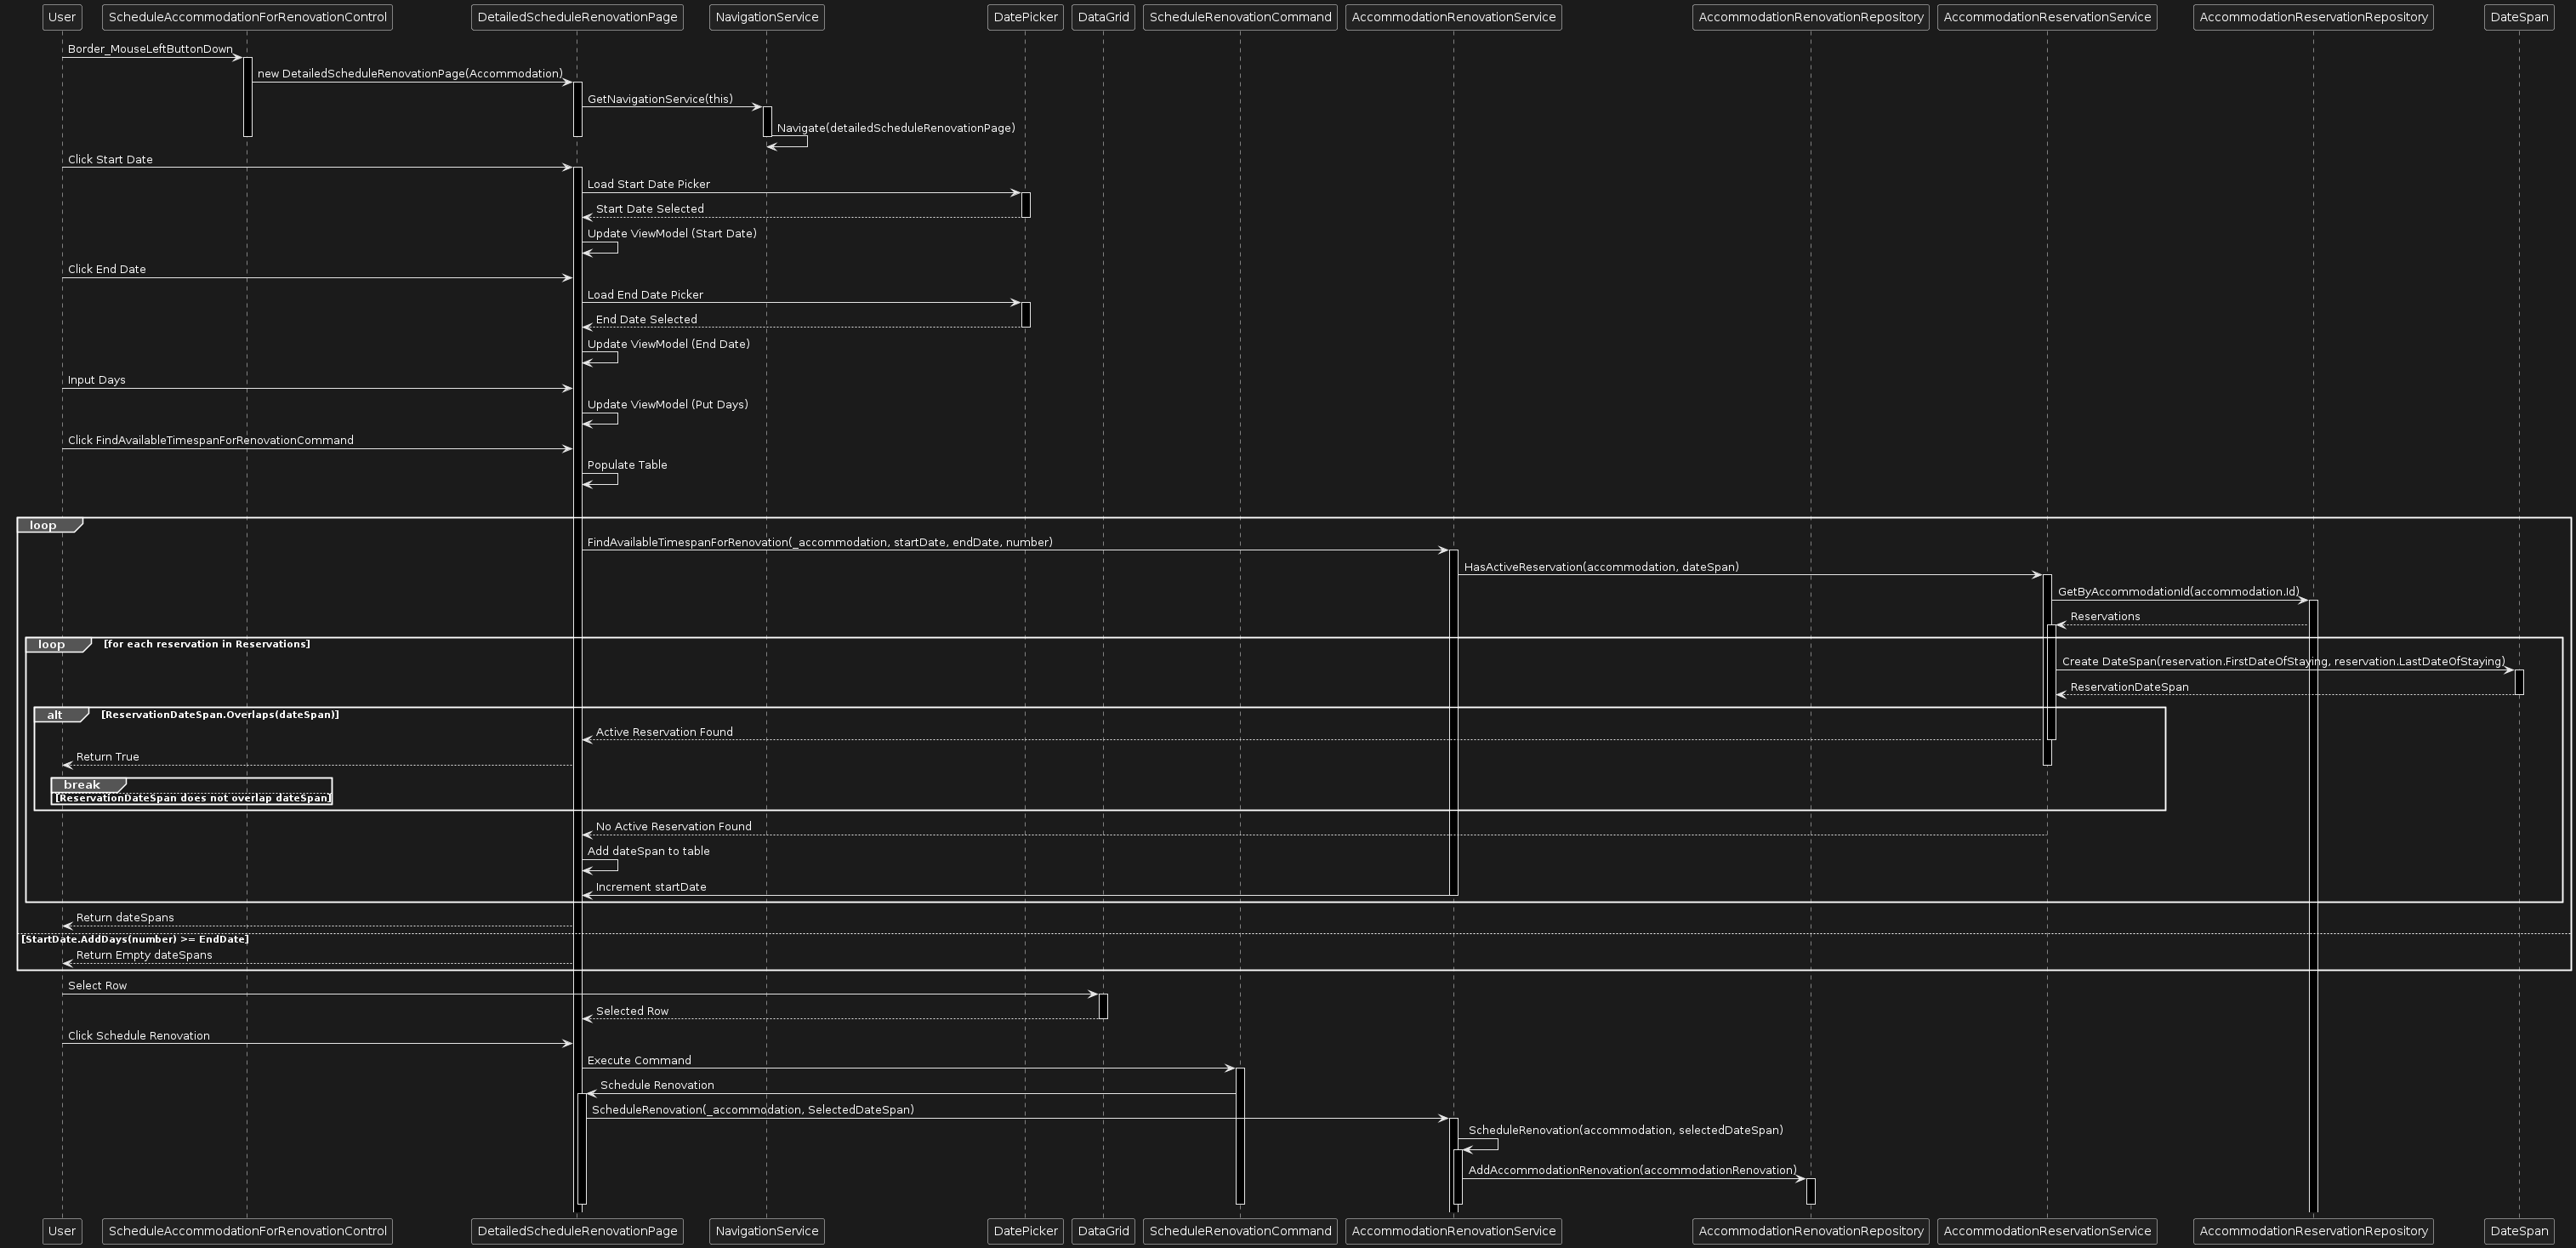 User
ScheduleAccommodationForRenovationControl
DetailedScheduleRenovationPage
NavigationService
DatePicker
DataGrid
ScheduleRenovationCommand
AccommodationRenovationService
AccommodationRenovationRepository
AccommodationReservationService
AccommodationReservationRepository
DateSpan
Border_MouseLeftButtonDown
new DetailedScheduleRenovationPage(Accommodation)
GetNavigationService(this)
Navigate(detailedScheduleRenovationPage)
Click Start Date
Load Start Date Picker
Start Date Selected
Update ViewModel (Start Date)
Click End Date
Load End Date Picker
End Date Selected
Update ViewModel (End Date)
Input Days
Update ViewModel (Put Days)
Click FindAvailableTimespanForRenovationCommand
Populate Table
loop
FindAvailableTimespanForRenovation(_accommodation, startDate, endDate, number)
HasActiveReservation(accommodation, dateSpan)
GetByAccommodationId(accommodation.Id)
Reservations
loop [for each reservation in Reservations]
Create DateSpan(reservation.FirstDateOfStaying, reservation.LastDateOfStaying)
ReservationDateSpan
alt [ReservationDateSpan.Overlaps(dateSpan)]
Active Reservation Found
Return True
break
[ReservationDateSpan does not overlap dateSpan]
No Active Reservation Found
Add dateSpan to table
Increment startDate
Return dateSpans
[StartDate.AddDays(number) >= EndDate]
Return Empty dateSpans
Select Row
Selected Row
Click Schedule Renovation
Execute Command
Schedule Renovation
ScheduleRenovation(_accommodation, SelectedDateSpan)
ScheduleRenovation(accommodation, selectedDateSpan)
AddAccommodationRenovation(accommodationRenovation)
User
ScheduleAccommodationForRenovationControl
DetailedScheduleRenovationPage
NavigationService
DatePicker
DataGrid
ScheduleRenovationCommand
AccommodationRenovationService
AccommodationRenovationRepository
AccommodationReservationService
AccommodationReservationRepository
DateSpan